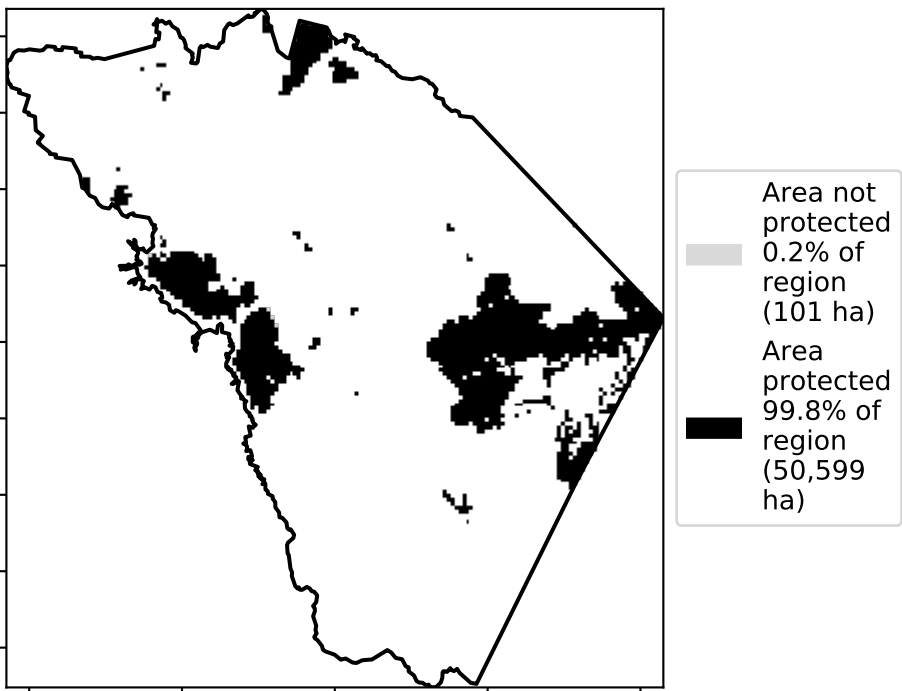 Area not
protected
0.2% of
region
(101 ha)
Area
protected
99.8% of
region
(50,599
ha)